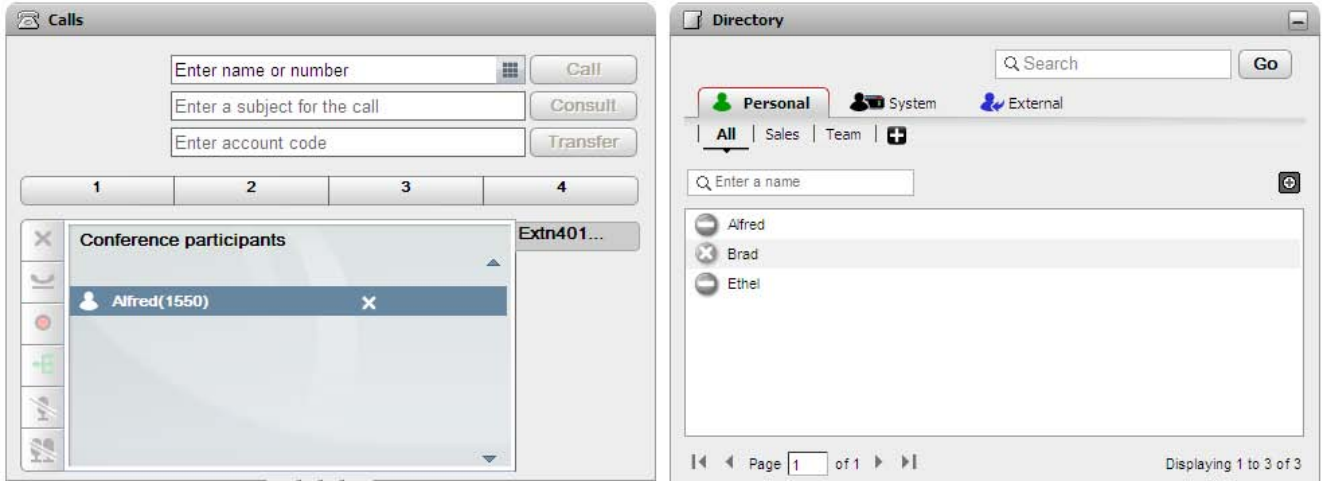 Calls
Enter name or number
Call
Enter a subject for the call
Consult
Enter account code
Transfer
1 2 3 4
Conference participants
Extn401...
Alfred(1550)
Directory
Search
Go
Personal System External
All Sales Team
Enter a name
Alfred
Brad
Ethel
Page 1 of 1
Displaying 1 to 3 of 3